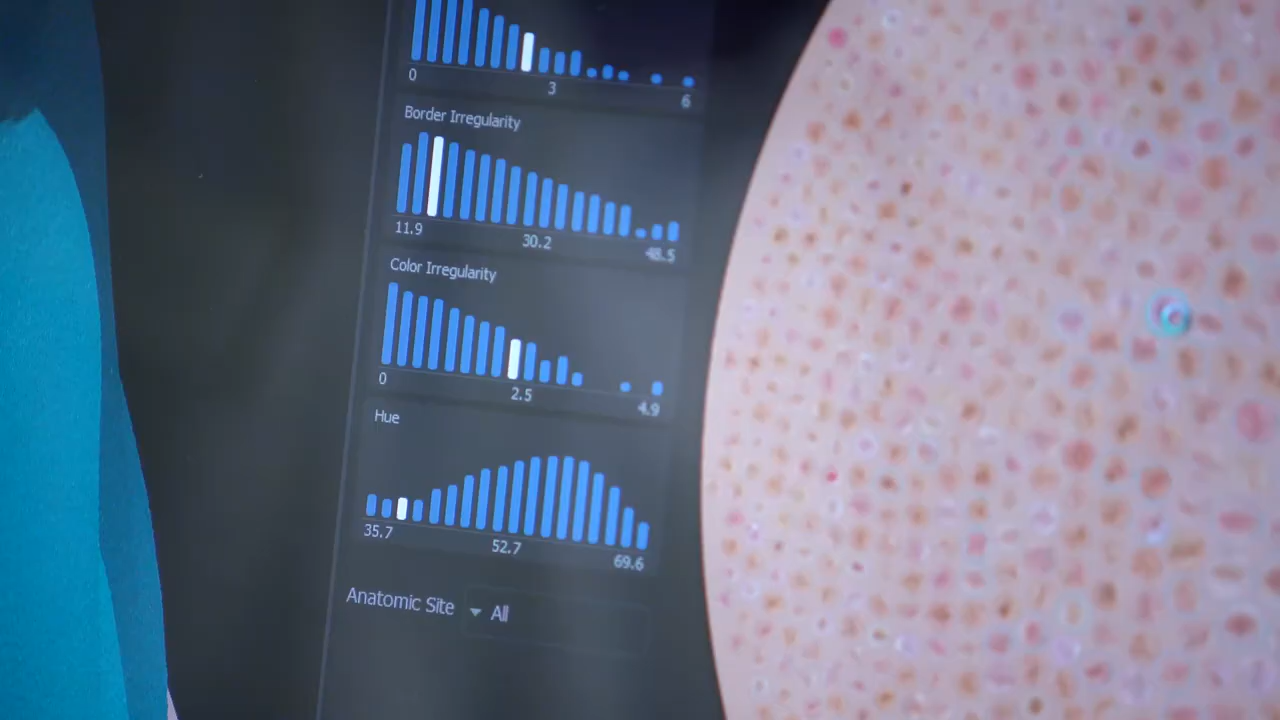 0 3 6
Border Irregularity
11.9 30.2 48.5
Color Irregularity
0 2.5 4.9
Hue
35.7 52.7 69.6
Anatomic Site All